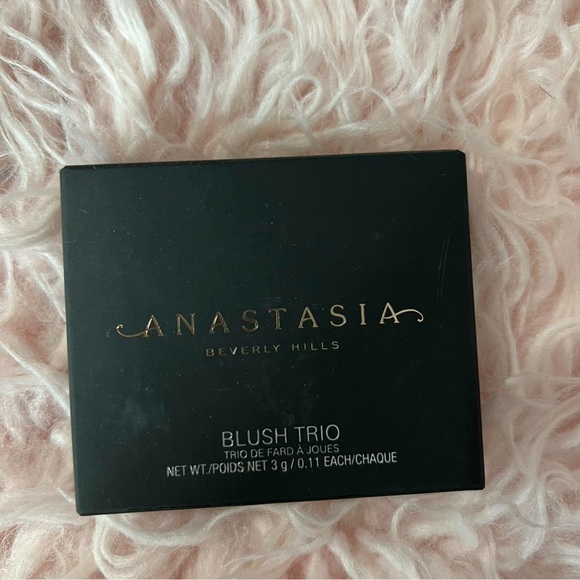 ANASTASIA
BEVERLY HILLS
BLUSH TRIO
TRIO DE FARD À JOUES
NET WT./POIDS NET 3 g / 0.11 EACH/CHAQUE